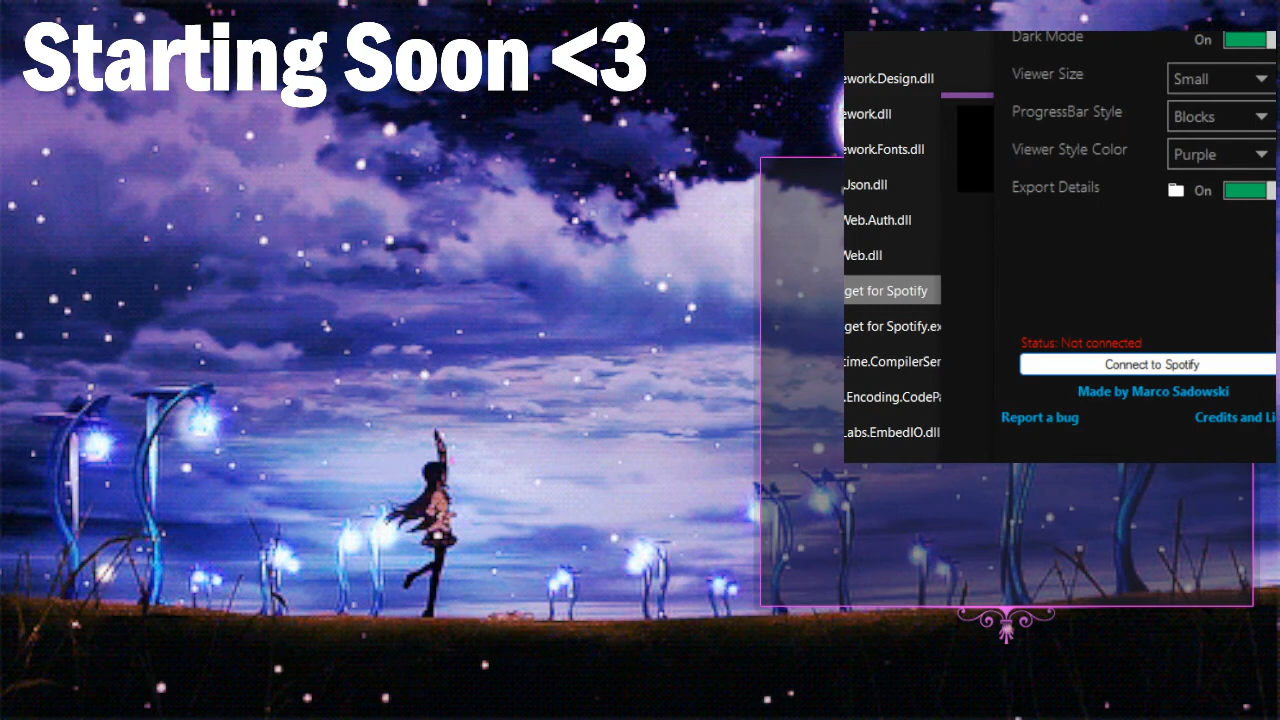 Starting Soon <3
Dark Mode On
ework.Design.dll
Viewer Size Small
ework.dll
ProgressBar Style Blocks
ework.Fonts.dll
Viewer Style Color Purple
Json.dll
Export Details On
Web.Auth.dll
Web.dll
get for Spotify
get for Spotify.ex
time.CompilerSer
.Encoding.CodePa
Labs.EmbedIO.dll
Status: Not connected
Connect to Spotify
Made by Marco Sadowski
Report a bug
Credits and Li